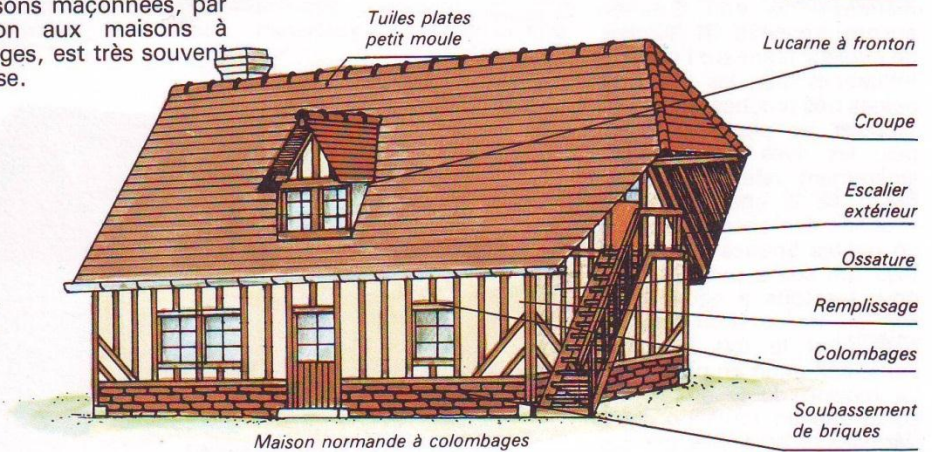 sons maçonnées, par
on aux maisons à
ges, est très souvent
se.
Tuiles plates
petit moule
Lucarne à fronton
Croupe
Escalier
extérieur
Ossature
Remplissage
Colombages
Soubassement
de briques
Maison normande à colombages